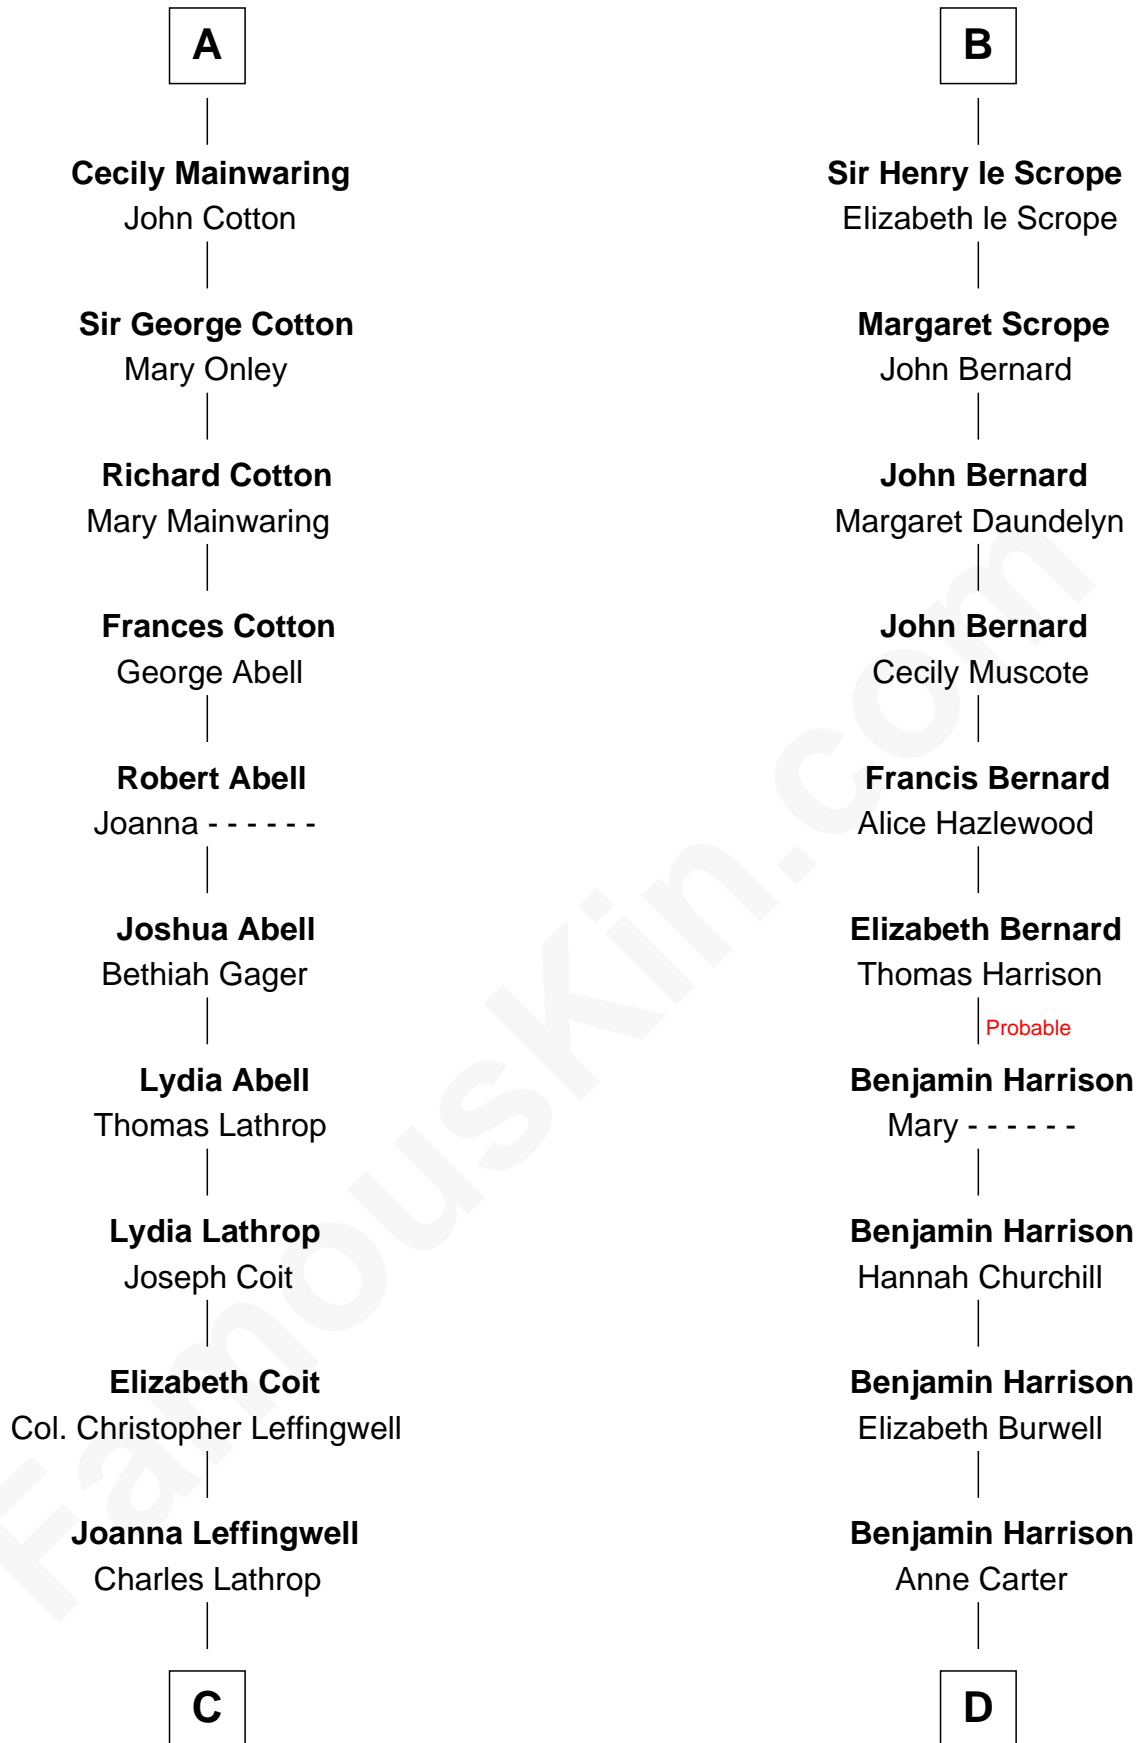 A
Cecily Mainwaring
John Cotton
Sir George Cotton
Mary Onley
Richard Cotton
Mary Mainwaring
Frances Cotton
George Abell
Robert Abell
Joanna - - - - - -
Joshua Abell
Bethiah Gager
Lydia Abell
Thomas Lathrop
Lydia Lathrop
Joseph Coit
Elizabeth Coit
Col. Christopher Leffingwell
Joanna Leffingwell
Charles Lathrop
C
B
Sir Henry le Scrope
Elizabeth le Scrope
Margaret Scrope
John Bernard
John Bernard
Margaret Daundelyn
John Bernard
Cecily Muscote
Francis Bernard
Alice Hazlewood
Elizabeth Bernard
Thomas Harrison
Probable
Benjamin Harrison
Mary - - - - - -
Benjamin Harrison
Hannah Churchill
Benjamin Harrison
Elizabeth Burwell
Benjamin Harrison
Anne Carter
D
FamousKin.com